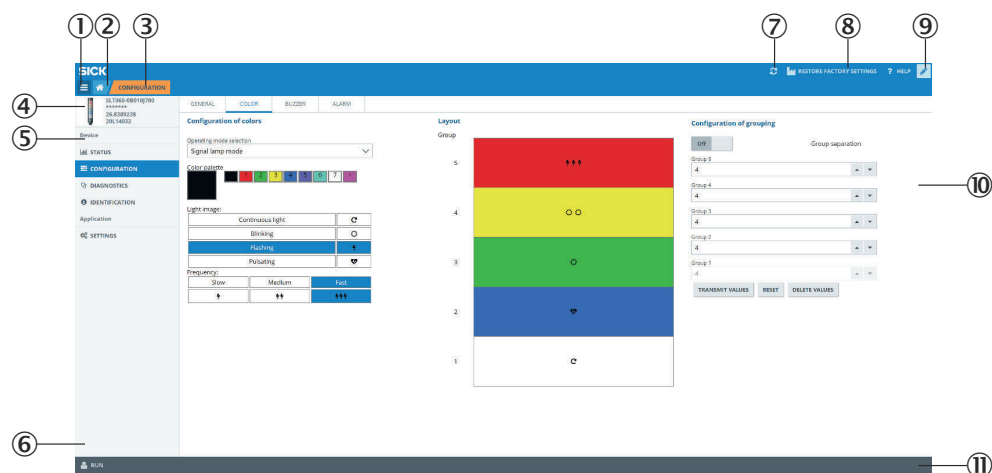 ① ② ③ ⑦ ⑧ ⑨
SICK
RESTORE FACTORY SETTINGS ? HELP
CONFIGURATION
④
SLT060-0B010J700
*******
26.8389238
20L14032
⑤
Device
STATUS
CONFIGURATION
DIAGNOSTICS
IDENTIFICATION
Application
SETTINGS
⑥
GENERAL COLOR BUZZER ALARM
Configuration of colors
Operating mode selection
Signal lamp mode
Color palette
1 2 3 4 5 6 7
Light image:
Continuous light
Blinking
Flashing
Pulsating
Frequency:
Slow Medium Fast
Layout
Group
5
4
3
2
1
Configuration of grouping
Off Group separation
Group 5
4
Group 4
4
Group 3
4
Group 2
4
Group 1
4
TRANSMIT VALUES RESET DELETE VALUES
⑩
RUN
⑪